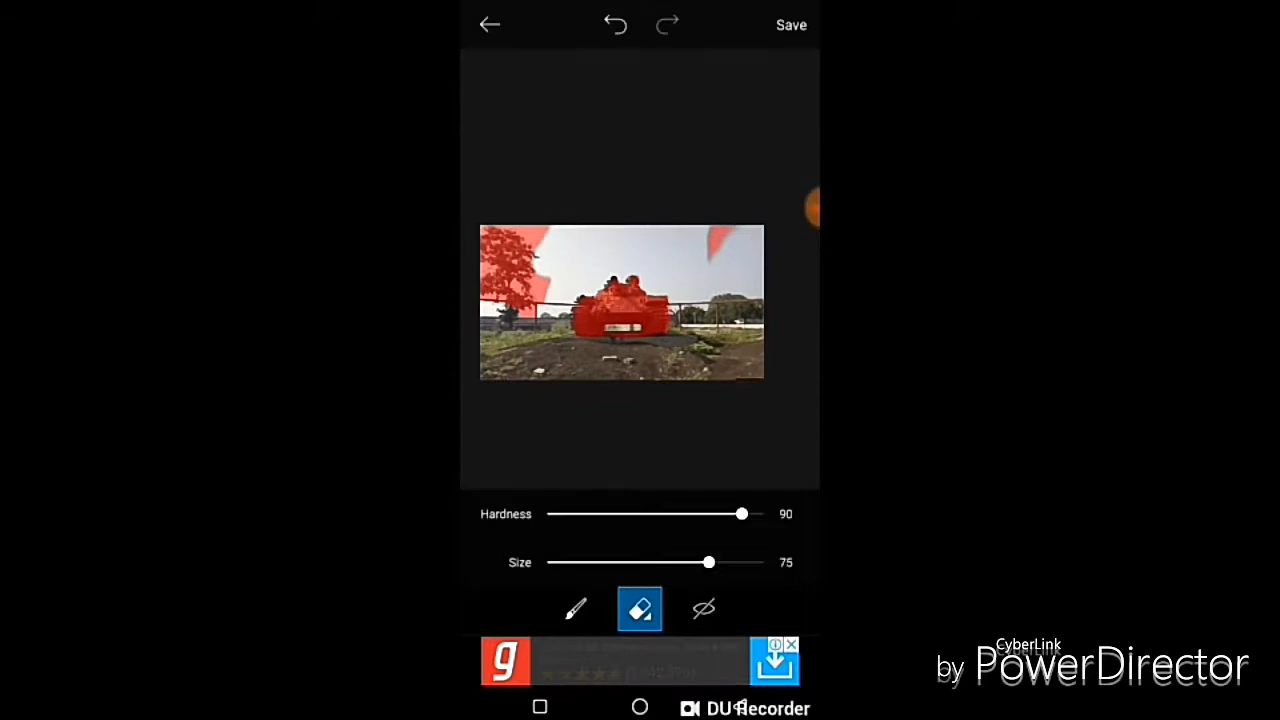 Save
Hardness 90
Size 75
g
CyberLink
by PowerDirector
DU Recorder